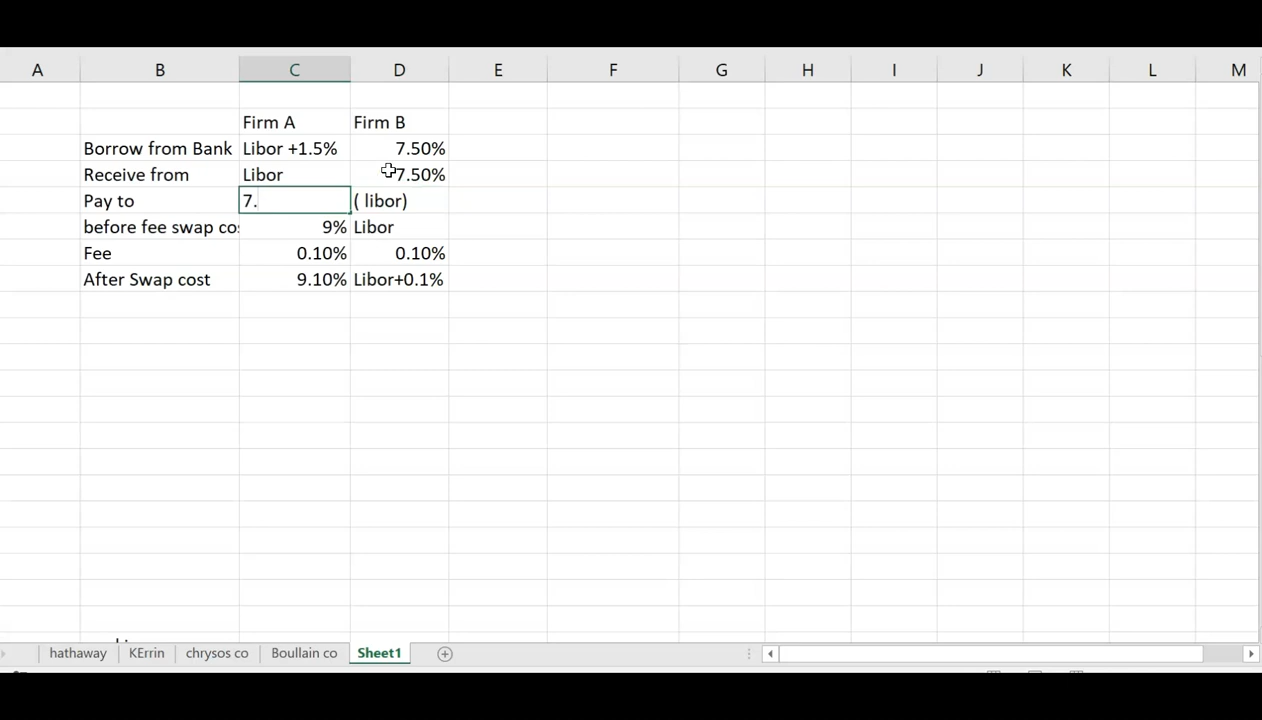 A B C D E F G H I J K L M
Firm A Firm B
Borrow from Bank Libor +1.5% 7.50%
Receive from Libor 7.50%
Pay to 7. ( libor)
before fee swap cos 9% Libor
Fee 0.10% 0.10%
After Swap cost 9.10% Libor+0.1%
hathaway KErrin chrysos co Boullain co Sheet1